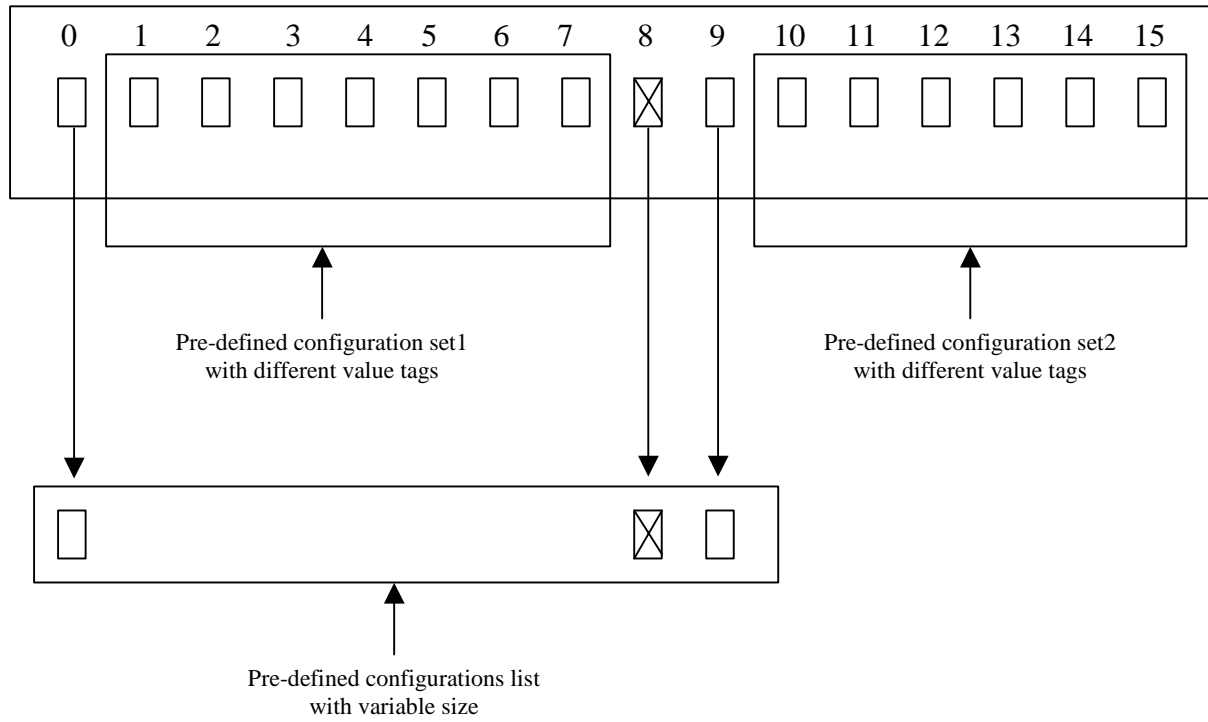 0 1 2 3 4 5 6 7 8 9 10 11 12 13 14 15
Pre-defined configuration set1
with different value tags
Pre-defined configuration set2
with different value tags
Pre-defined configurations list
with variable size